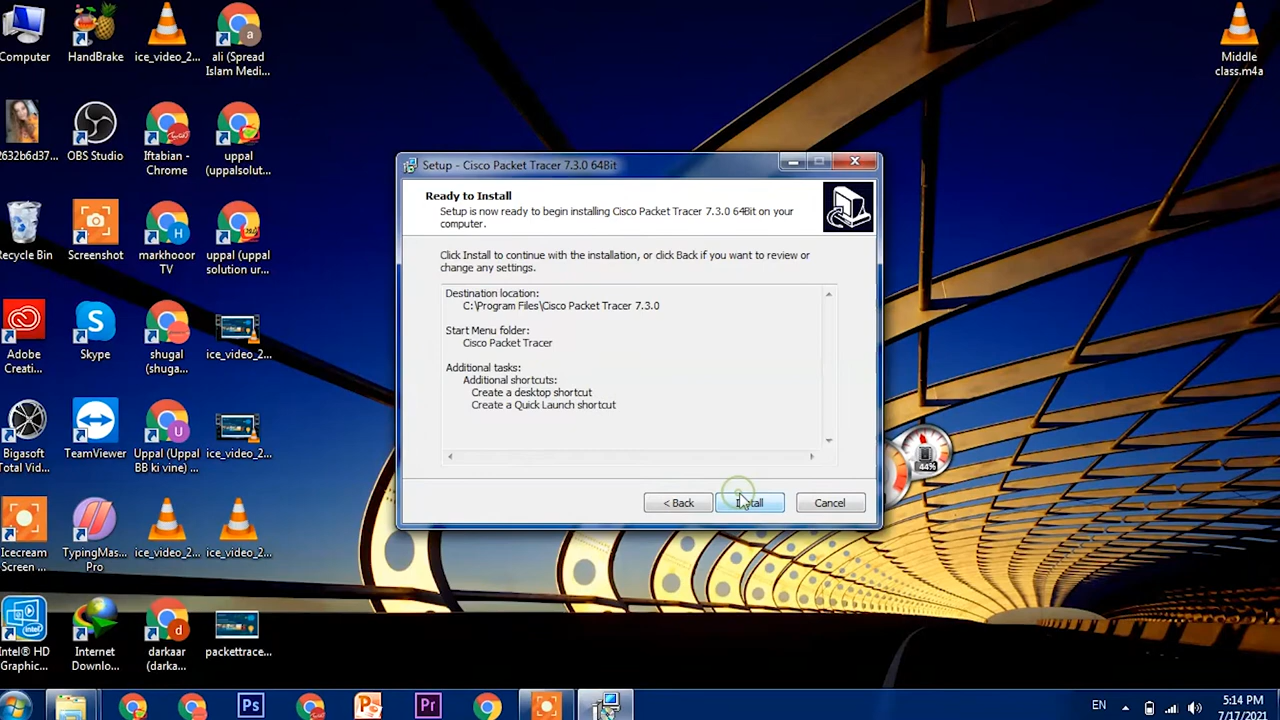 Computer
HandBrake
ice_video_2...
ali (Spread
Islam Medi...
Middle
class.m4a
2632b6d37...
OBS Studio
Iftabian -
Chrome
uppal
(uppalsolut...
Recycle Bin
Screenshot
markhooor
TV
uppal (uppal
solution ur...
Adobe
Creati...
Skype
shugal
(shuga...
ice_video_2...
Bigasoft
Total Vid...
TeamViewer
Uppal (Uppal
BB ki vine) ...
ice_video_2...
Icecream
Screen ...
TypingMas...
Pro
ice_video_2...
ice_video_2...
Intel® HD
Graphic...
Internet
Downlo...
darkaar
(darka...
packettrace...
Setup - Cisco Packet Tracer 7.3.0 64Bit
Ready to Install
Setup is now ready to begin installing Cisco Packet Tracer 7.3.0 64Bit on your
computer.
Click Install to continue with the installation, or click Back if you want to review or
change any settings.
Destination location:
C:\Program Files\Cisco Packet Tracer 7.3.0
Start Menu folder:
Cisco Packet Tracer
Additional tasks:
Additional shortcuts:
Create a desktop shortcut
Create a Quick Launch shortcut
< Back
Install
Cancel
44%
EN
5:14 PM
7/17/2021